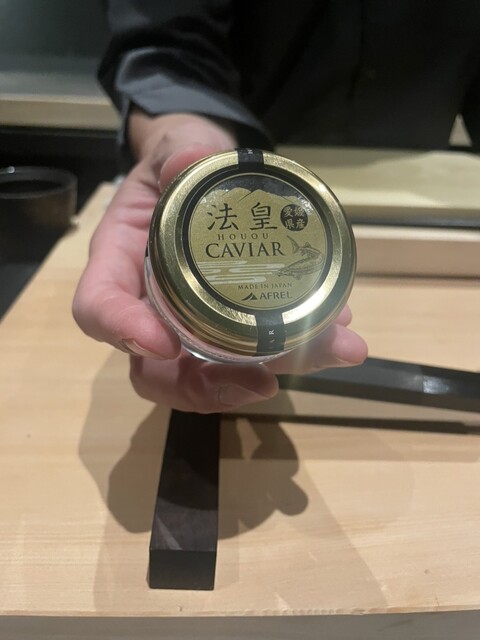 法皇
愛媛
県産
HOUOU
CAVIAR
MADE IN JAPAN
AFREL